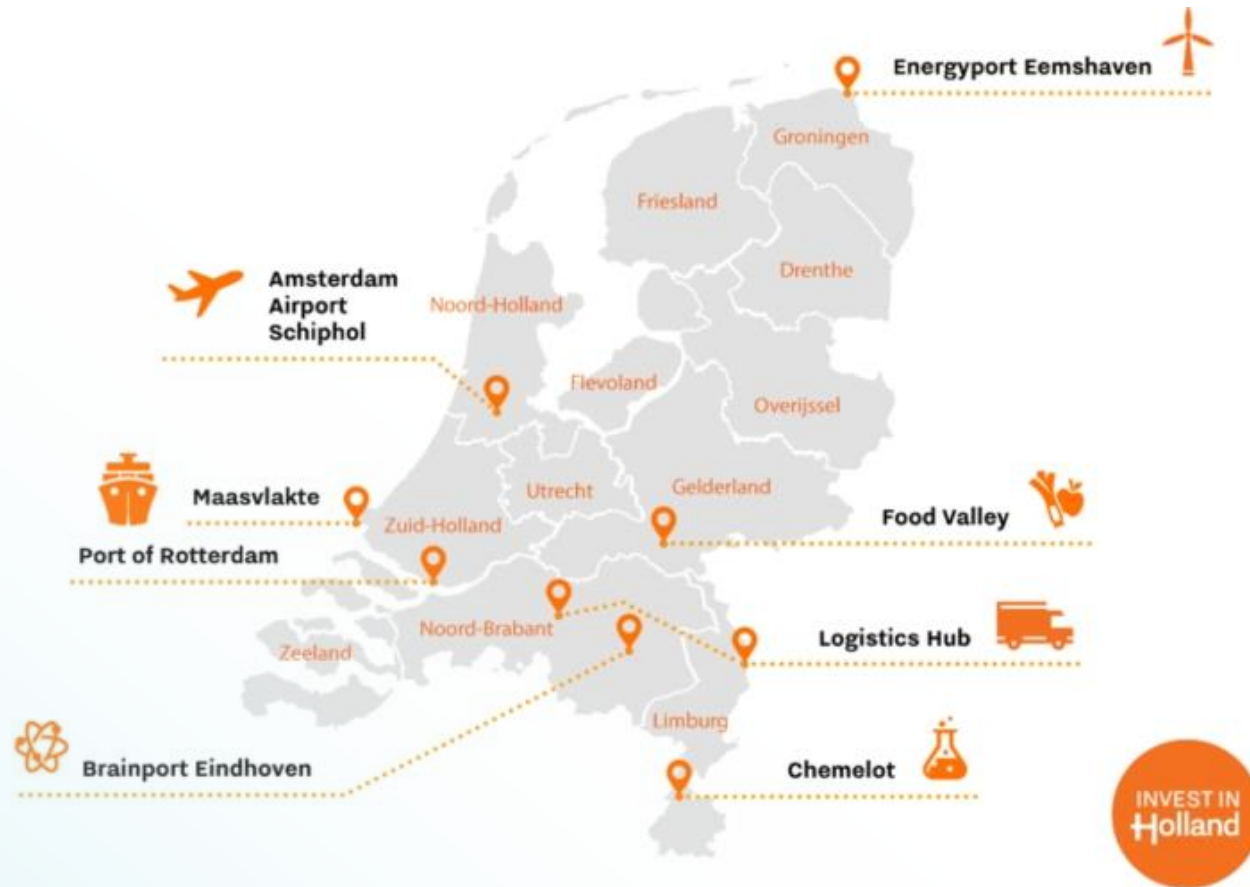 Energyport Eemshaven
Groningen
Friesland
Drenthe
Amsterdam
Airport
Schiphol
Noord-Holland
Flevoland
Overijssel
Maasvlakte
Utrecht
Gelderland
Food Valley
Zuid-Holland
Port of Rotterdam
Noord-Brabant
Logistics Hub
Zeeland
Limburg
Brainport Eindhoven
Chemelot
INVEST IN
Holland